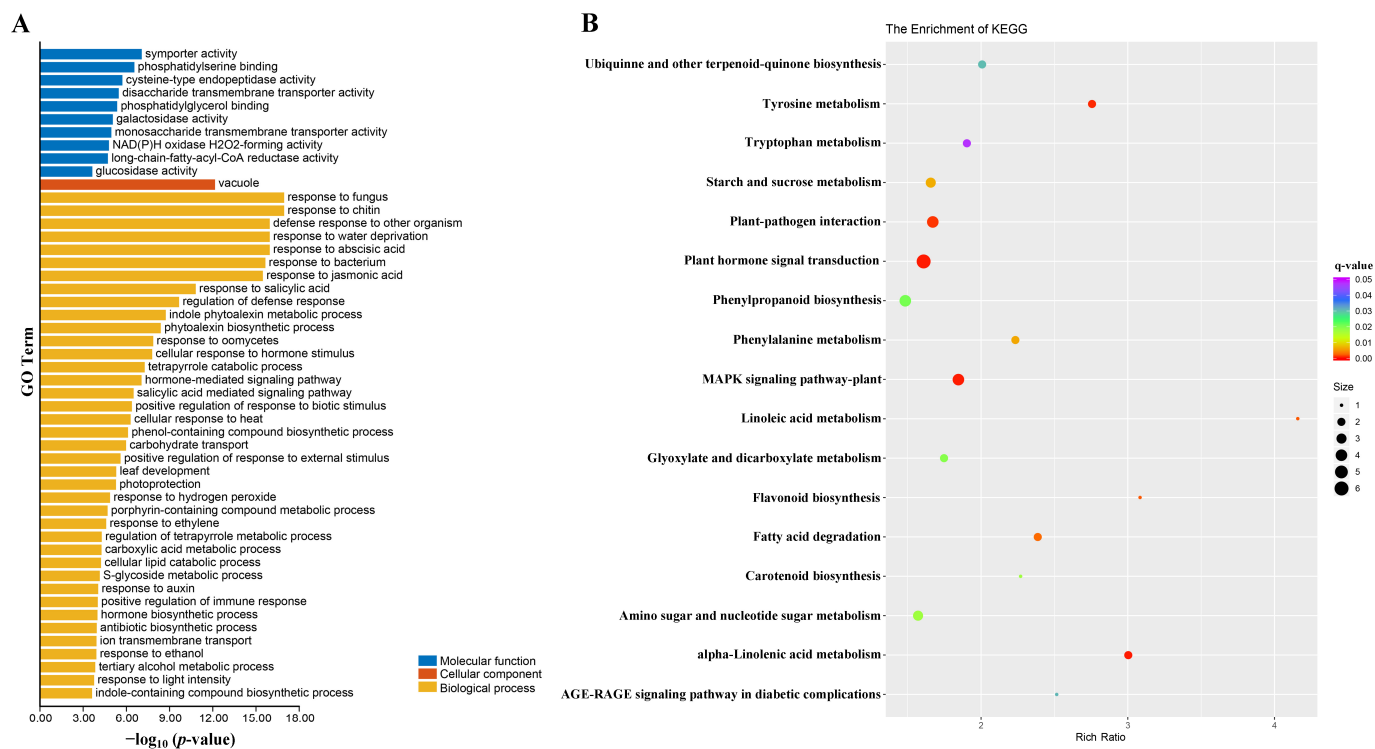 A
symporter activity
phosphatidylserine binding
cysteine-type endopeptidase activity
disaccharide transmembrane transporter activity
phosphatidylglycerol binding
galactosidase activity
monosaccharide transmembrane transporter activity
NAD(P)H oxidase H2O2-forming activity
long-chain-fatty-acyl-CoA reductase activity
glucosidase activity
vacuole
response to fungus
response to chitin
defense response to other organism
response to water deprivation
response to abscisic acid
response to bacterium
response to jasmonic acid
response to salicylic acid
regulation of defense response
indole phytoalexin metabolic process
phytoalexin biosynthetic process
response to oomycetes
cellular response to hormone stimulus
tetrapyrrole catabolic process
hormone-mediated signaling pathway
salicylic acid mediated signaling pathway
positive regulation of response to biotic stimulus
cellular response to heat
phenol-containing compound biosynthetic process
carbohydrate transport
positive regulation of response to external stimulus
leaf development
photoprotection
response to hydrogen peroxide
porphyrin-containing compound metabolic process
response to ethylene
regulation of tetrapyrrole metabolic process
carboxylic acid metabolic process
cellular lipid catabolic process
S-glycoside metabolic process
response to auxin
positive regulation of immune response
hormone biosynthetic process
antibiotic biosynthetic process
ion transmembrane transport
response to ethanol
tertiary alcohol metabolic process
response to light intensity
indole-containing compound biosynthetic process
GO Term
Molecular function
Cellular component
Biological process
0.00 3.00 6.00 9.00 12.00 15.00 18.00
−log10 (p-value)
B
The Enrichment of KEGG
Ubiquinne and other terpenoid-quinone biosynthesis
Tyrosine metabolism
Tryptophan metabolism
Starch and sucrose metabolism
Plant-pathogen interaction
Plant hormone signal transduction
Phenylpropanoid biosynthesis
Phenylalanine metabolism
MAPK signaling pathway-plant
Linoleic acid metabolism
Glyoxylate and dicarboxylate metabolism
Flavonoid biosynthesis
Fatty acid degradation
Carotenoid biosynthesis
Amino sugar and nucleotide sugar metabolism
alpha-Linolenic acid metabolism
AGE-RAGE signaling pathway in diabetic complications
2 3 4
Rich Ratio
q-value
0.05
0.04
0.03
0.02
0.01
0.00
Size
1
2
3
4
5
6